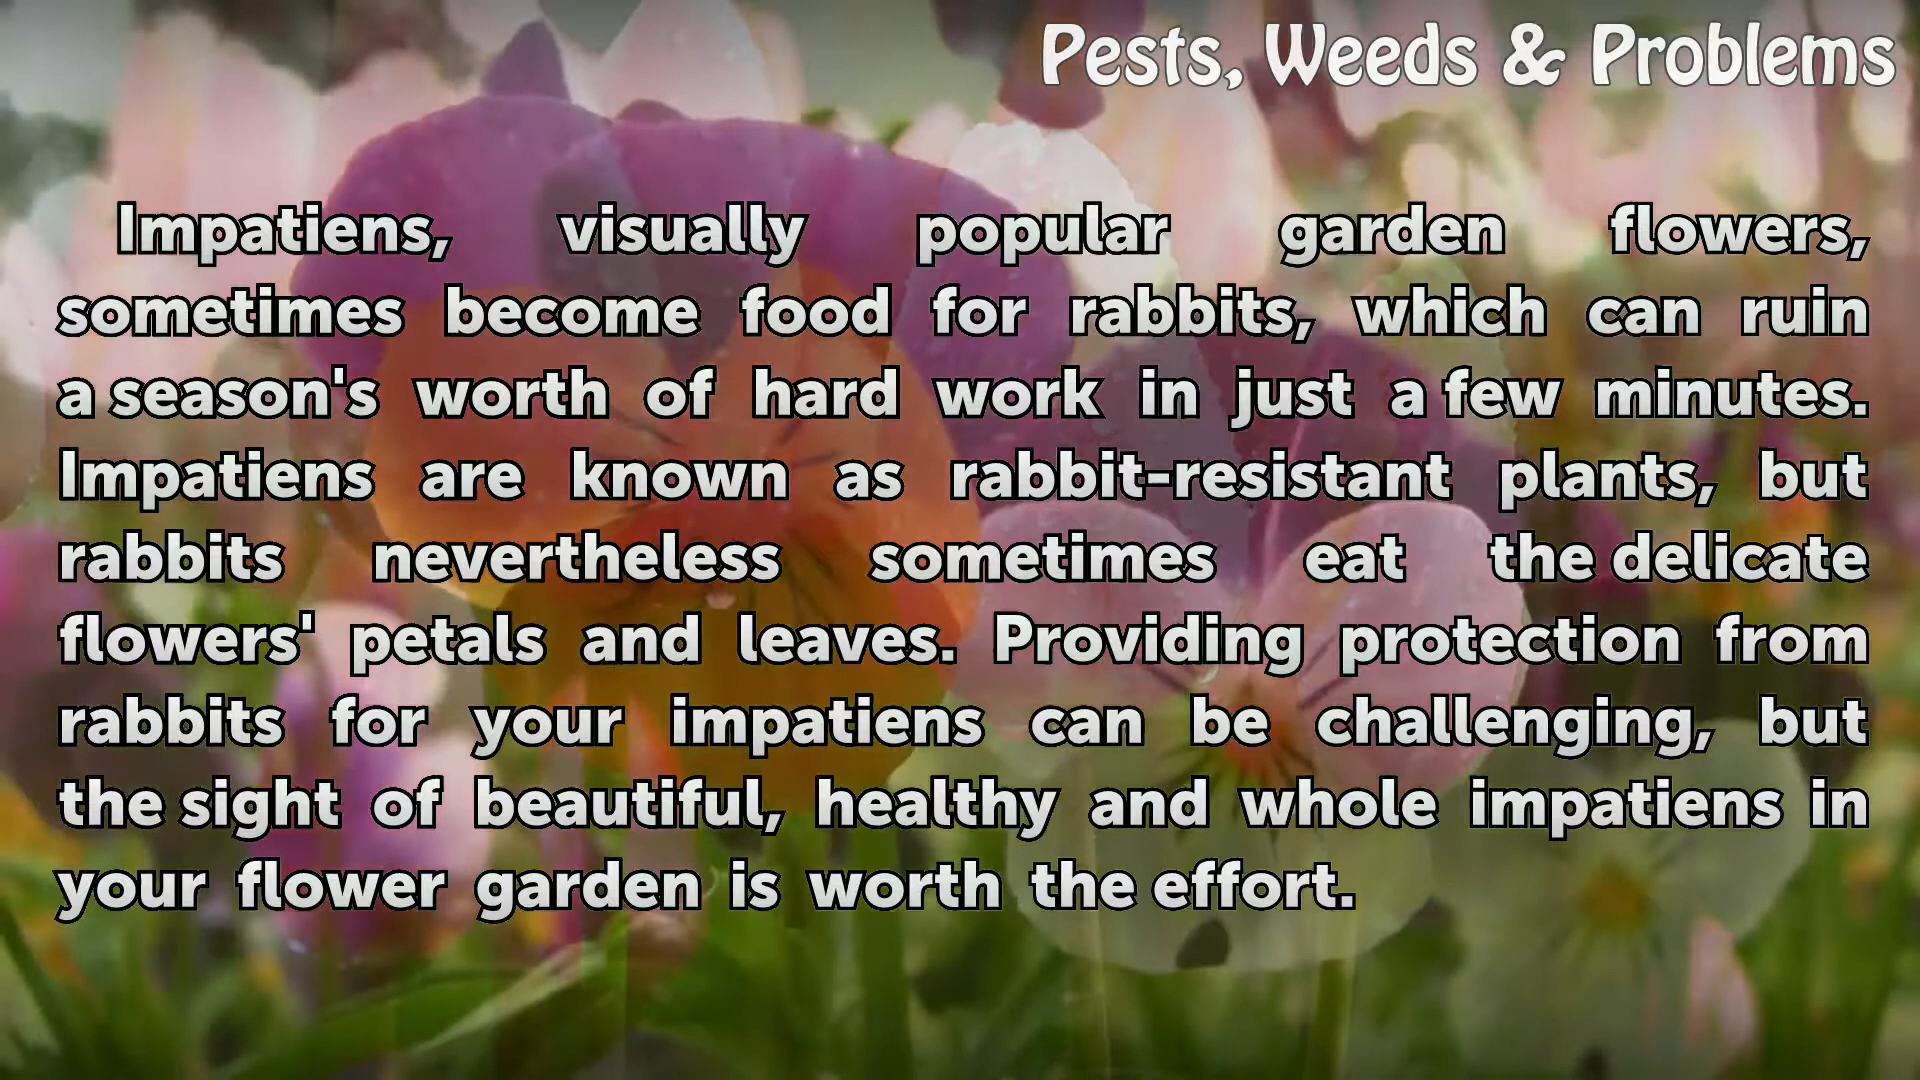 Pests, Weeds & Problems
Impatiens, visually popular garden flowers,
sometimes become food for rabbits, which can ruin
a season's worth of hard work in just a few minutes.
Impatiens are known as rabbit-resistant plants, but
rabbits nevertheless sometimes eat the delicate
flowers' petals and leaves. Providing protection from
rabbits for your impatiens can be challenging, but
the sight of beautiful, healthy and whole impatiens in
your flower garden is worth the effort.